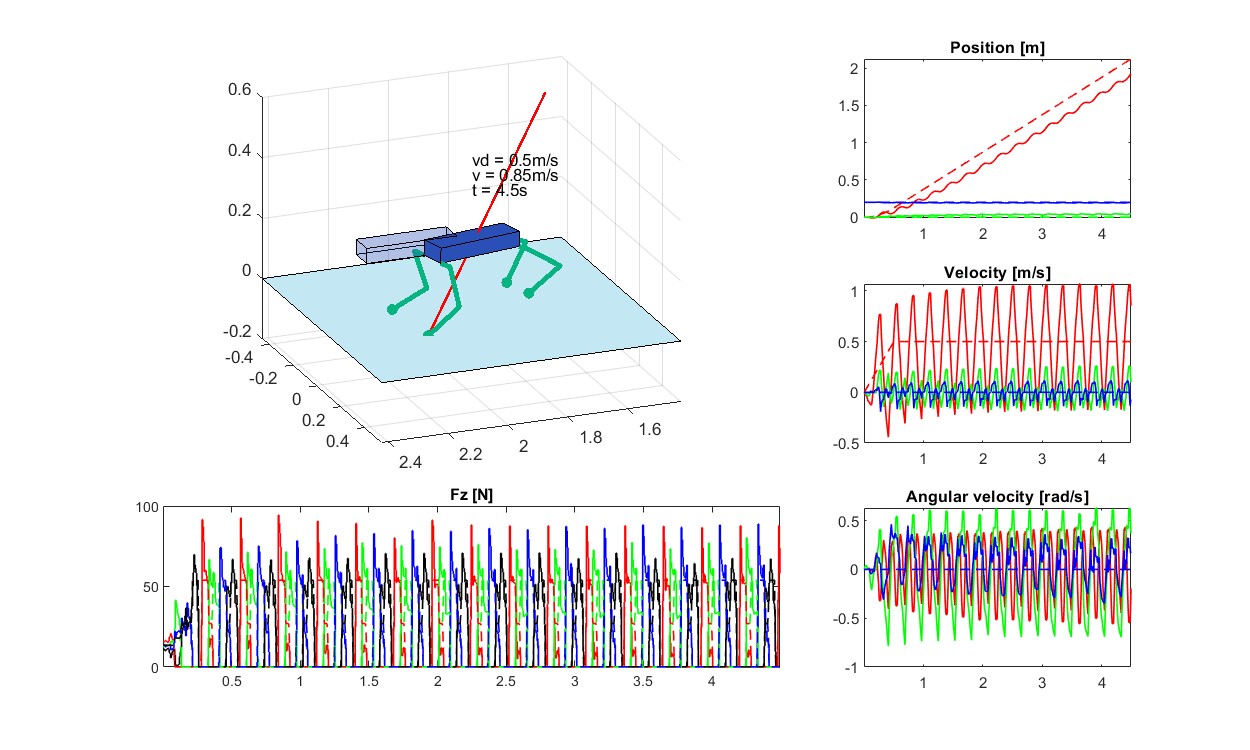 0.6
0.4
0.2
0
-0.2
-0.4
-0.2
0
0.2
0.4
2.4
2.2
2
1.8
1.6
vd = 0.5m/s
v = 0.85m/s
t = 4.5s
Position [m]
2
1.5
1
0.5
0
1 2 3 4
Velocity [m/s]
1
0.5
0
-0.5
1 2 3 4
Fz [N]
100
50
0
0.5 1 1.5 2 2.5 3 3.5 4
Angular velocity [rad/s]
0.5
0
-0.5
-1
1 2 3 4